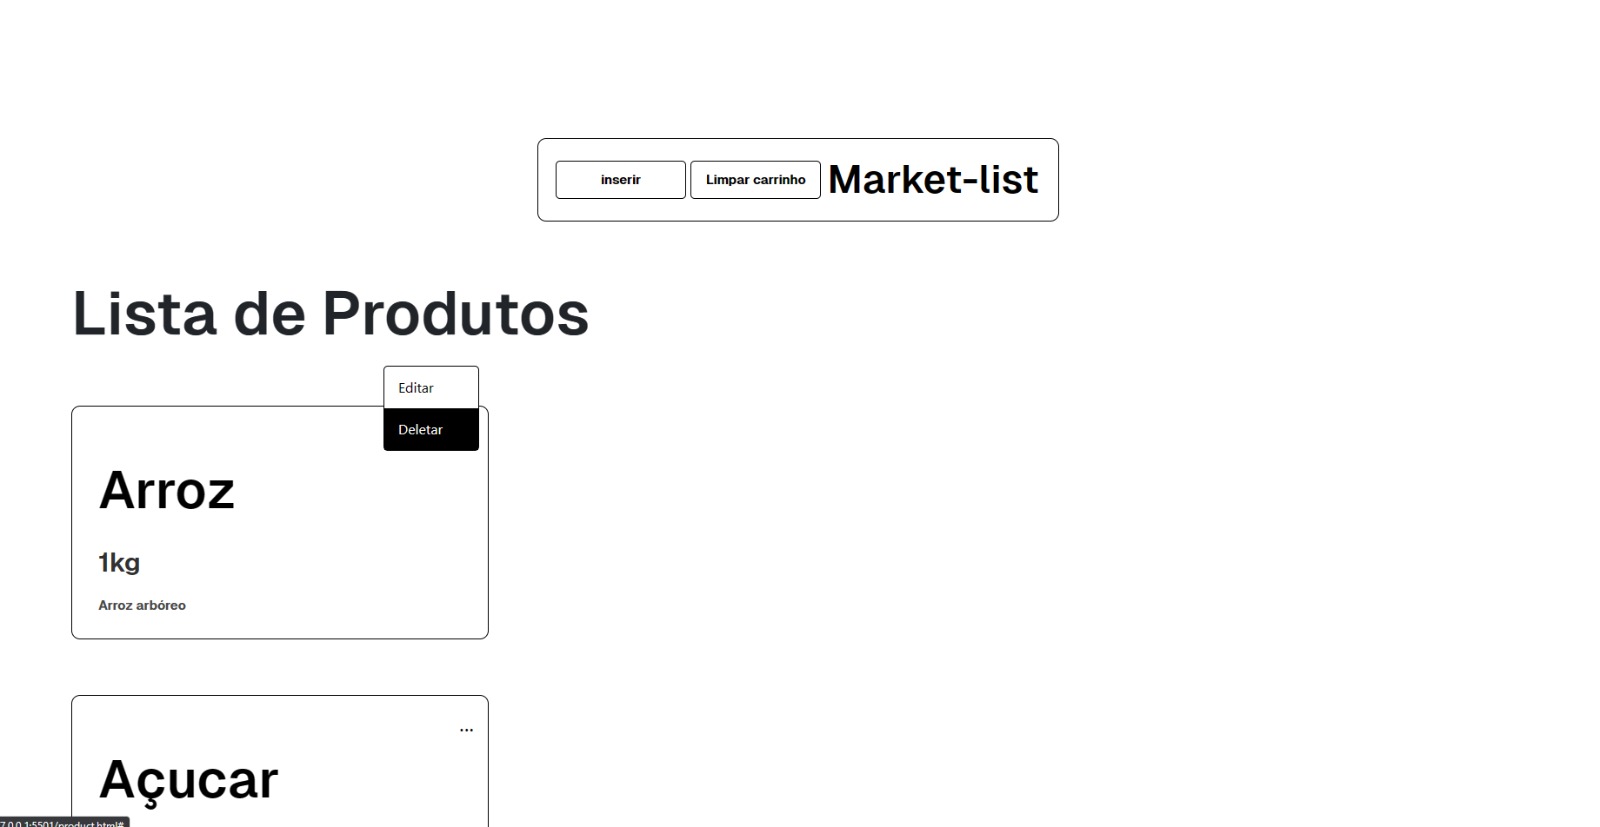 inserir
Limpar carrinho
Market-list
Lista de Produtos
Editar
Deletar
Arroz
1kg
Arroz arbóreo
...
Açucar
7.0.0.1:5501/product.html#